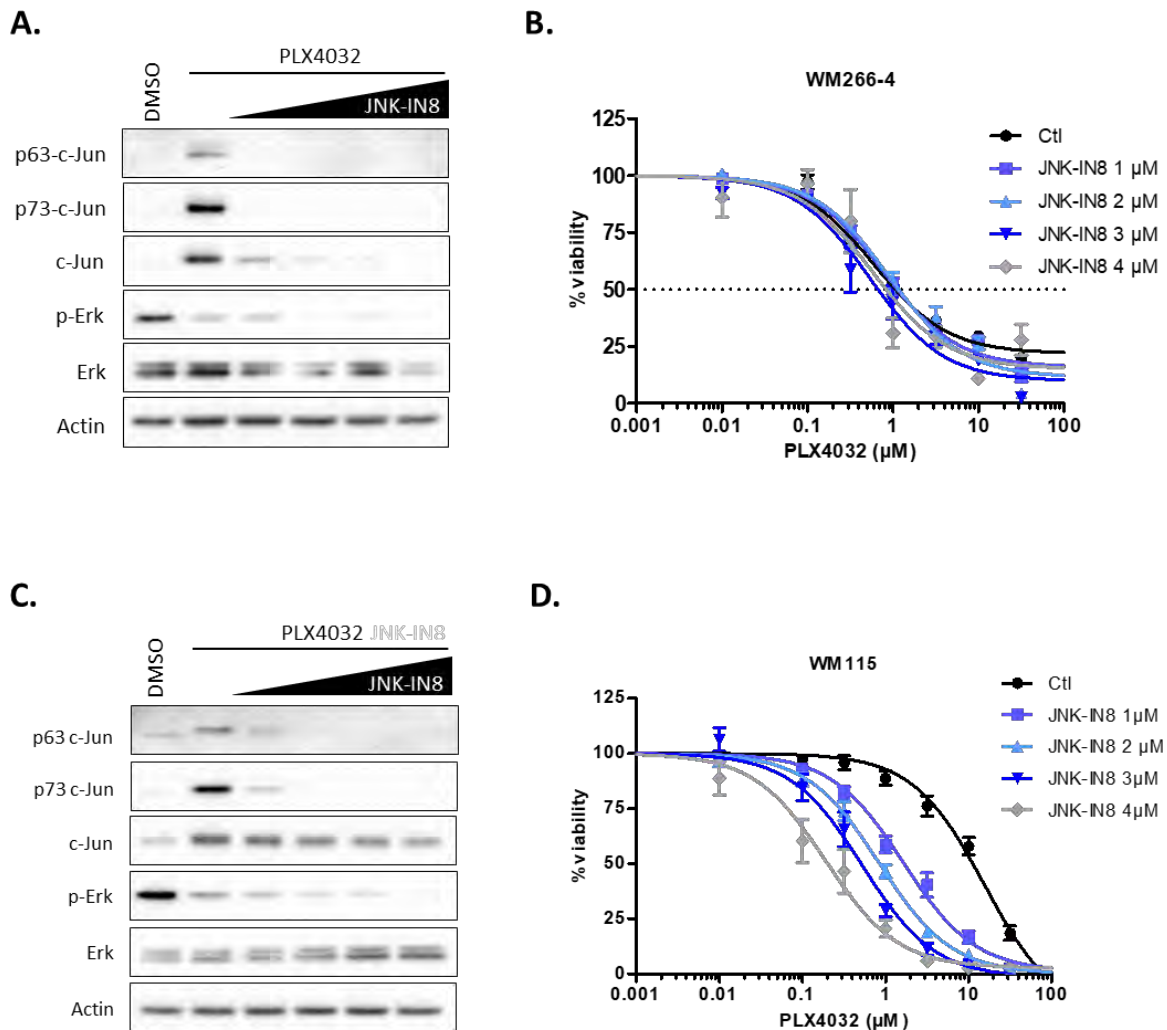 A.
DMSO
PLX4032
JNK-IN8
p63-c-Jun
p73-c-Jun
c-Jun
p-Erk
Erk
Actin
B.
WM266-4
% viability
125
100
75
50
25
0
0.001 0.01 0.1 1 10 100
PLX4032 (µM)
Ctl
JNK-IN8 1 µM
JNK-IN8 2 µM
JNK-IN8 3 µM
JNK-IN8 4 µM
C.
DMSO
PLX4032 JNK-IN8
JNK-IN8
p63 c-Jun
p73 c-Jun
c-Jun
p-Erk
Erk
Actin
D.
WM115
% viability
125
100
75
50
25
0
0.001 0.01 0.1 1 10 100
PLX4032 (µM)
Ctl
JNK-IN8 1µM
JNK-IN8 2 µM
JNK-IN8 3µM
JNK-IN8 4µM